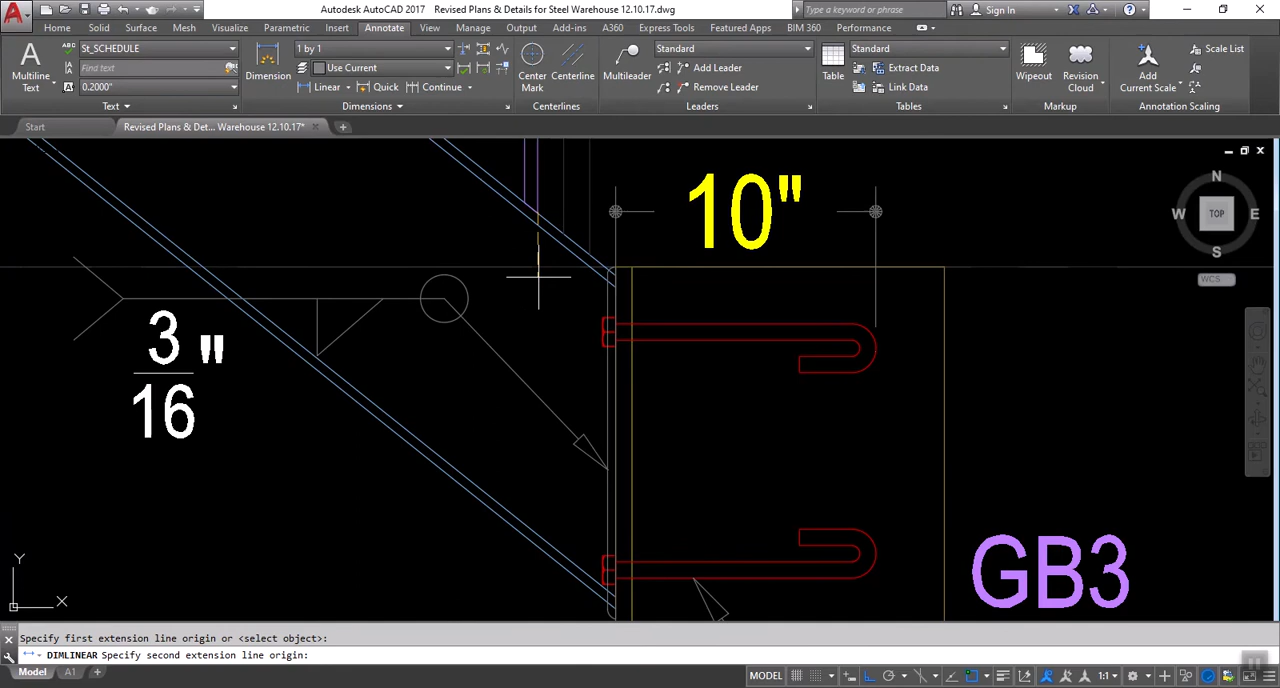 Autodesk AutoCAD 2017 Revised Plans & Details for Steel Warehouse 12.10.17.dwg
Type a keyword or phrase
Sign In
Home Solid Surface Mesh Visualize Parametric Insert Annotate View Manage Output Add-ins A360 Express Tools Featured Apps BIM 360 Performance
A
Multiline
Text
ABC
St_SCHEDULE
Find text
0.2000"
Text
Dimension
1 by 1
Use Current
Linear Quick Continue
Dimensions
Center
Mark
Centerline
Centerlines
Multileader
Standard
Add Leader
Remove Leader
Leaders
Table
Standard
Extract Data
Link Data
Tables
Wipeout
Revision
Cloud
Markup
Add
Current Scale
Scale List
Annotation Scaling
Start
Revised Plans & Det... Warehouse 12.10.17*
10"
N
W TOP E
S
WCS
3
16
"
GB3
Y
X
Specify first extension line origin or <select object>:
DIMLINEAR Specify second extension line origin:
Model A1
MODEL
1:1